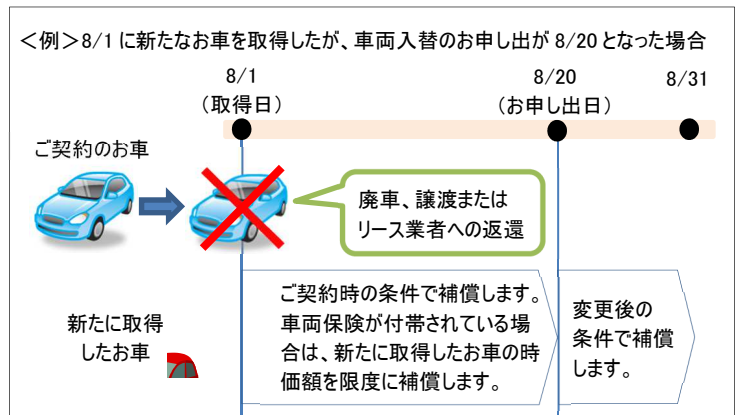 ＜例＞8/1 に新たなお車を取得したが、車両入替のお申し出が 8/20 となった場合
8/1
（取得日）
8/20
（お申し出日）
8/31
ご契約のお車
廃車、譲渡または
リース業者への返還
新たに取得
したお車
ご契約時の条件で補償します。
車両保険が付帯されている場
合は、新たに取得したお車の時
価額を限度に補償します。
変更後の
条件で補償
します。